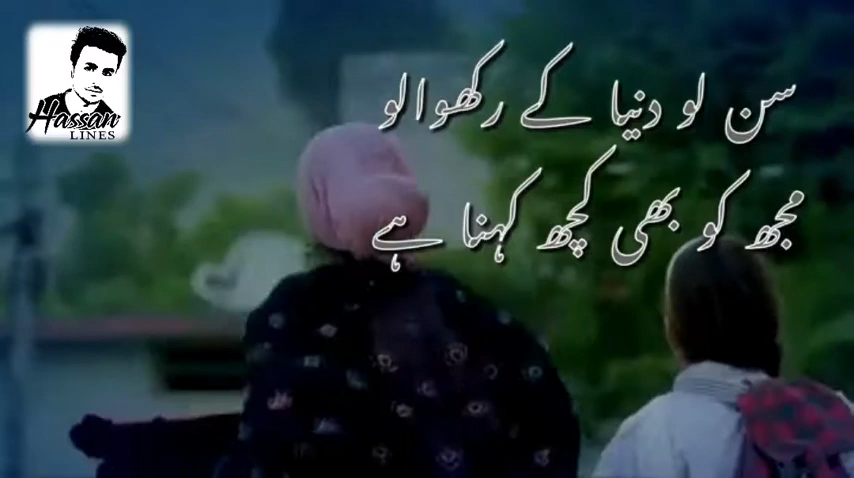 Hassan
LINES
سن لو دنیا کے رکھوالو
مجھ کو بھی کچھ کہنا ہے